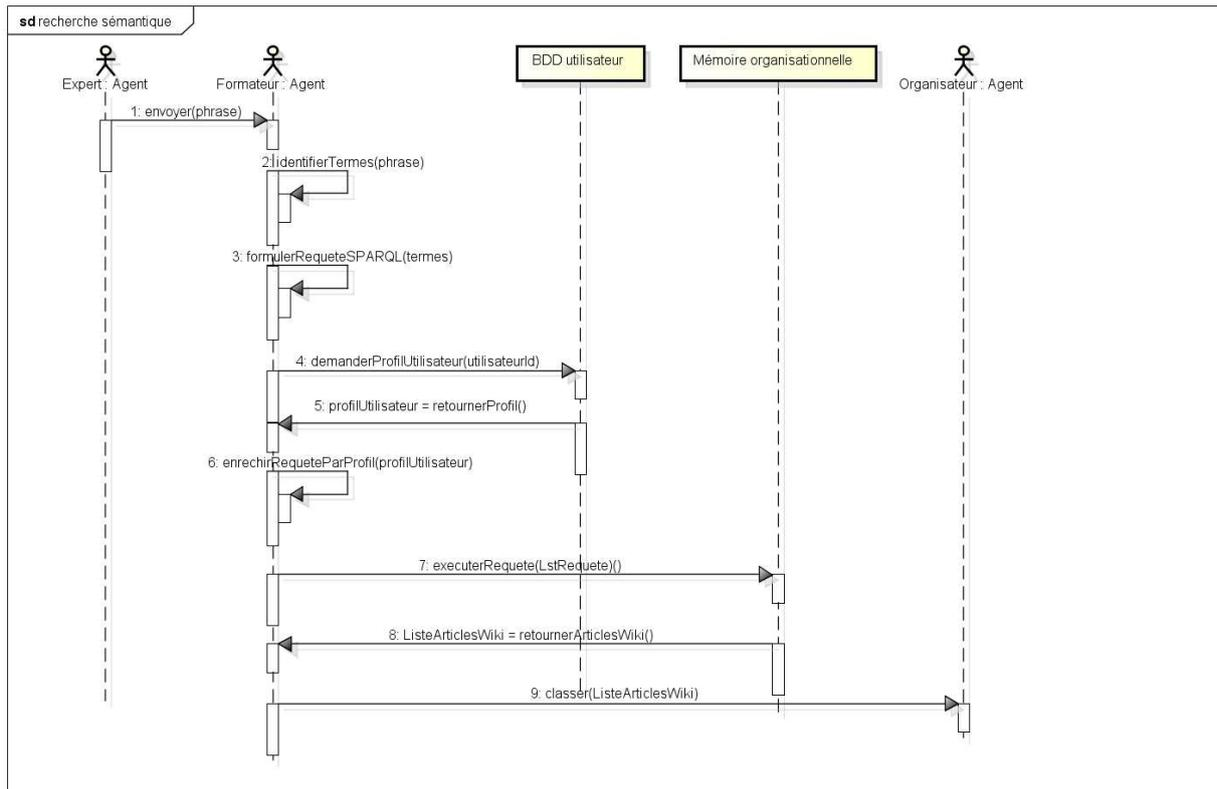 sd recherche sémantique
Expert : Agent
Formateur : Agent
BDD utilisateur
Mémoire organisationnelle
Organisateur : Agent
1: envoyer(phrase)
2: identifierTermes(phrase)
3: formulerRequeteSPARQL(termes)
4: demanderProfilUtilisateur(utilisateurId)
5: profilUtilisateur = retournerProfil()
6: enrechirRequeteParProfil(profilUtilisateur)
7: executerRequete(LstRequete)()
8: ListeArticlesWiki = retournerArticlesWiki()
9: classer(ListeArticlesWiki)